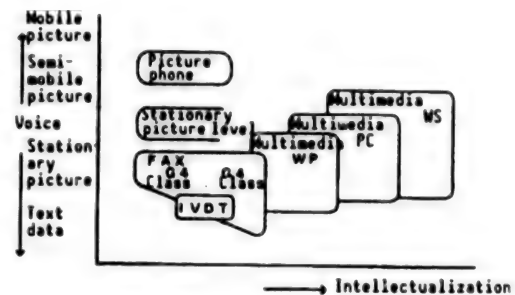 Mobile
picture
Semi-
mobile
picture
Voice
Station
ary
picture
Text
data
Picture
phone
Stationary
picture level
FAX
G4 G4
Class Class
IVDT
Multimedia
WP
Multimedia
PC
Multimedia
WS
Intellectualization